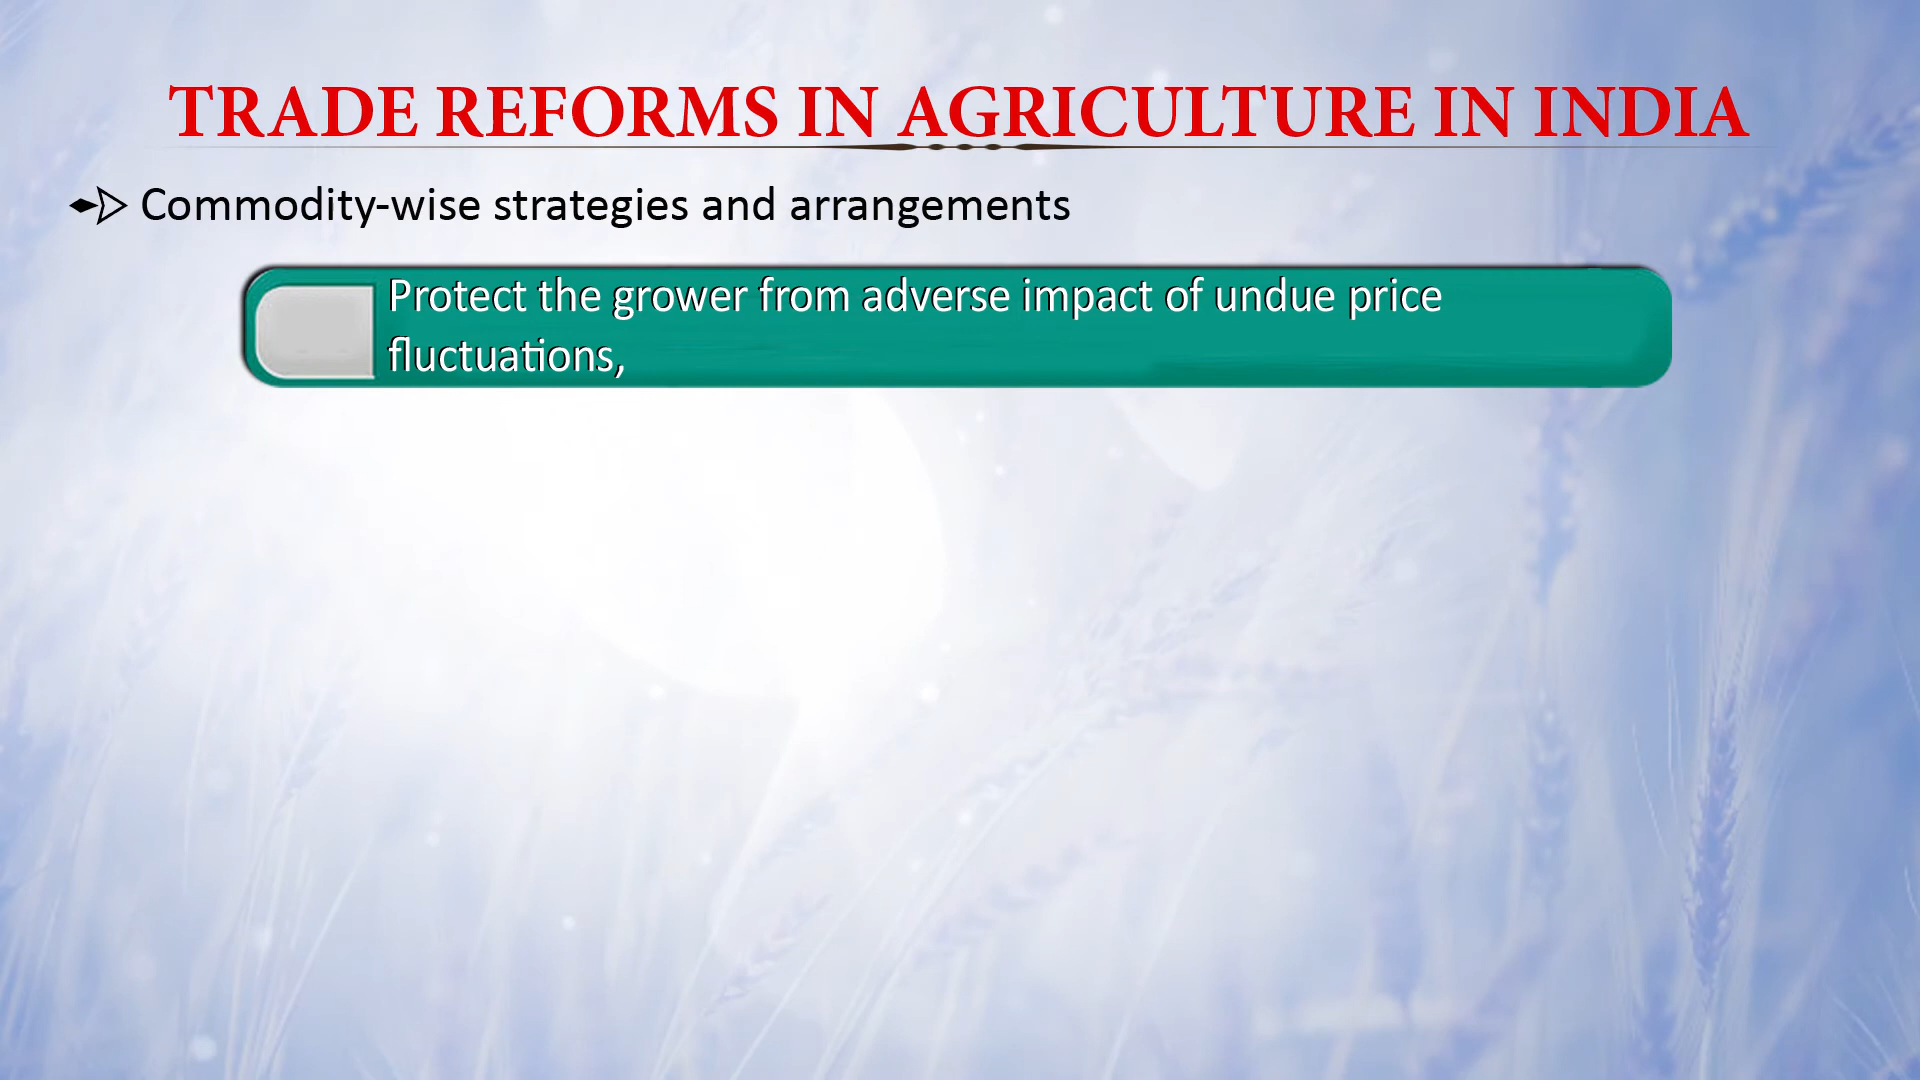 TRADE REFORMS IN AGRICULTURE IN INDIA
Commodity-wise strategies and arrangements
Protect the grower from adverse impact of undue price
fluctuations,